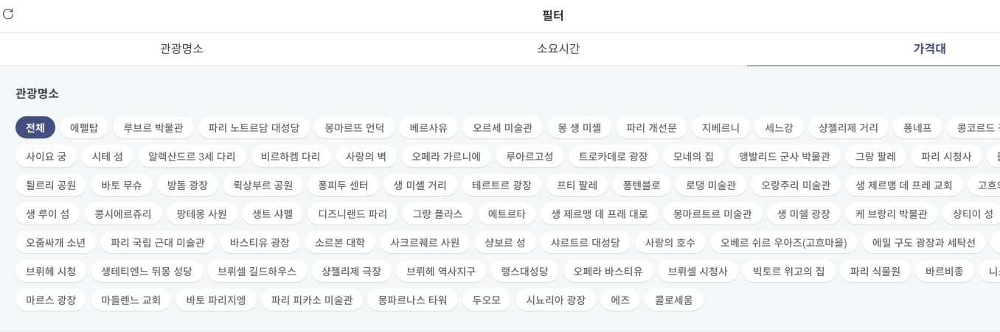 필터
관광명소 소요시간 가격대
관광명소
전체 에펠탑 루브르 박물관 파리 노트르담 대성당 몽마르뜨 언덕 베르사유 오르세 미술관 몽 생 미셸 파리 개선문 지베르니 세느강 샹젤리제 거리 퐁네프 콩코르드
사이요 궁 시테 섬 알렉산드르 3세 다리 비르하켐 다리 사랑의 벽 오페라 가르니에 루아르고성 트로카데로 광장 모네의 집 앵발리드 군사 박물관 그랑 팔레 파리 시청사
튈르리 공원 바토 무슈 방돔 광장 뤽상부르 공원 퐁피두 센터 생 미셸 거리 테르트르 광장 프티 팔레 퐁텐블로 로댕 미술관 오랑주리 미술관 생 제르맹 데 프레 교회
생 루이 섬 콩시에르쥬리 팡테옹 사원 생트 샤펠 디즈니랜드 파리 그랑 플라스 에트르타 생 제르맹 데 프레 대로 몽마르트르 미술관 생 미쉘 광장 케 브랑리 박물관 샹티이 성
오줌싸개 소년 파리 국립 근대 미술관 바스티유 광장 소르본 대학 사크르퀘르 사원 샹보르 성 샤르트르 대성당 사랑의 호수 오베르 쉬르 우아즈(고흐마을) 에밀 구도 광장과 세탁선
브뤼헤 시청 생테티엔느 뒤몽 성당 브뤼셀 길드하우스 샹젤리제 극장 브뤼헤 역사지구 랭스대성당 오페라 바스티유 브뤼셀 시청사 빅토르 위고의 집 파리 식물원 바르비종
마르스 광장 마들렌느 교회 바토 파리지엥 파리 피카소 미술관 몽파르나스 타워 두오모 시뇨리아 광장 에즈 콜로세움